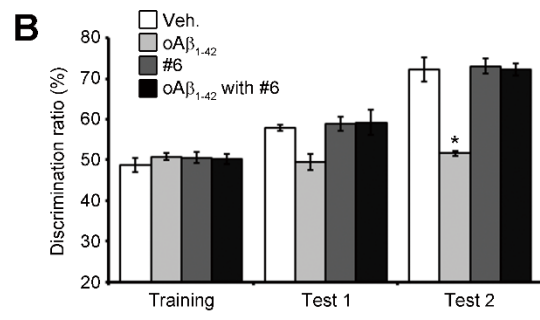 B
Veh.
oAβ1-42
#6
oAβ1-42 with #6
Discrimination ratio (%)
80
70
60
50
40
30
20
*
Training Test 1 Test 2